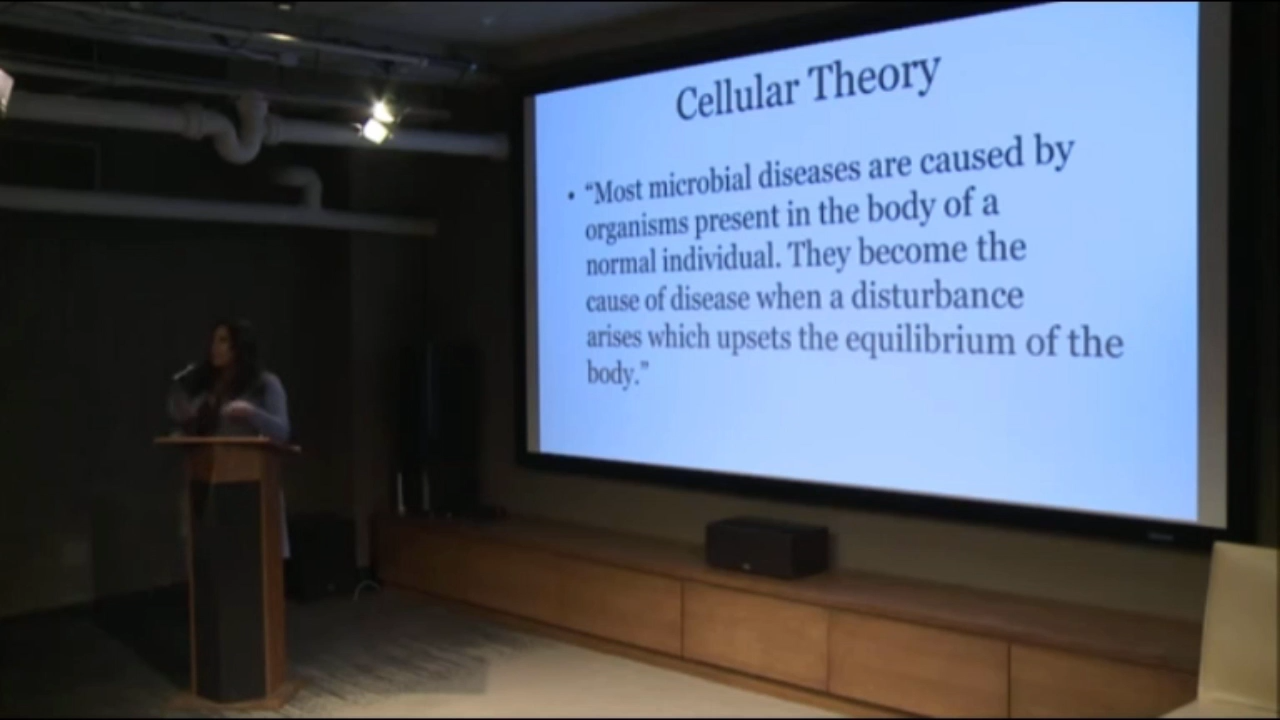 Cellular Theory
• “Most microbial diseases are caused by
organisms present in the body of a
normal individual. They become the
cause of disease when a disturbance
arises which upsets the equilibrium of the
body.”